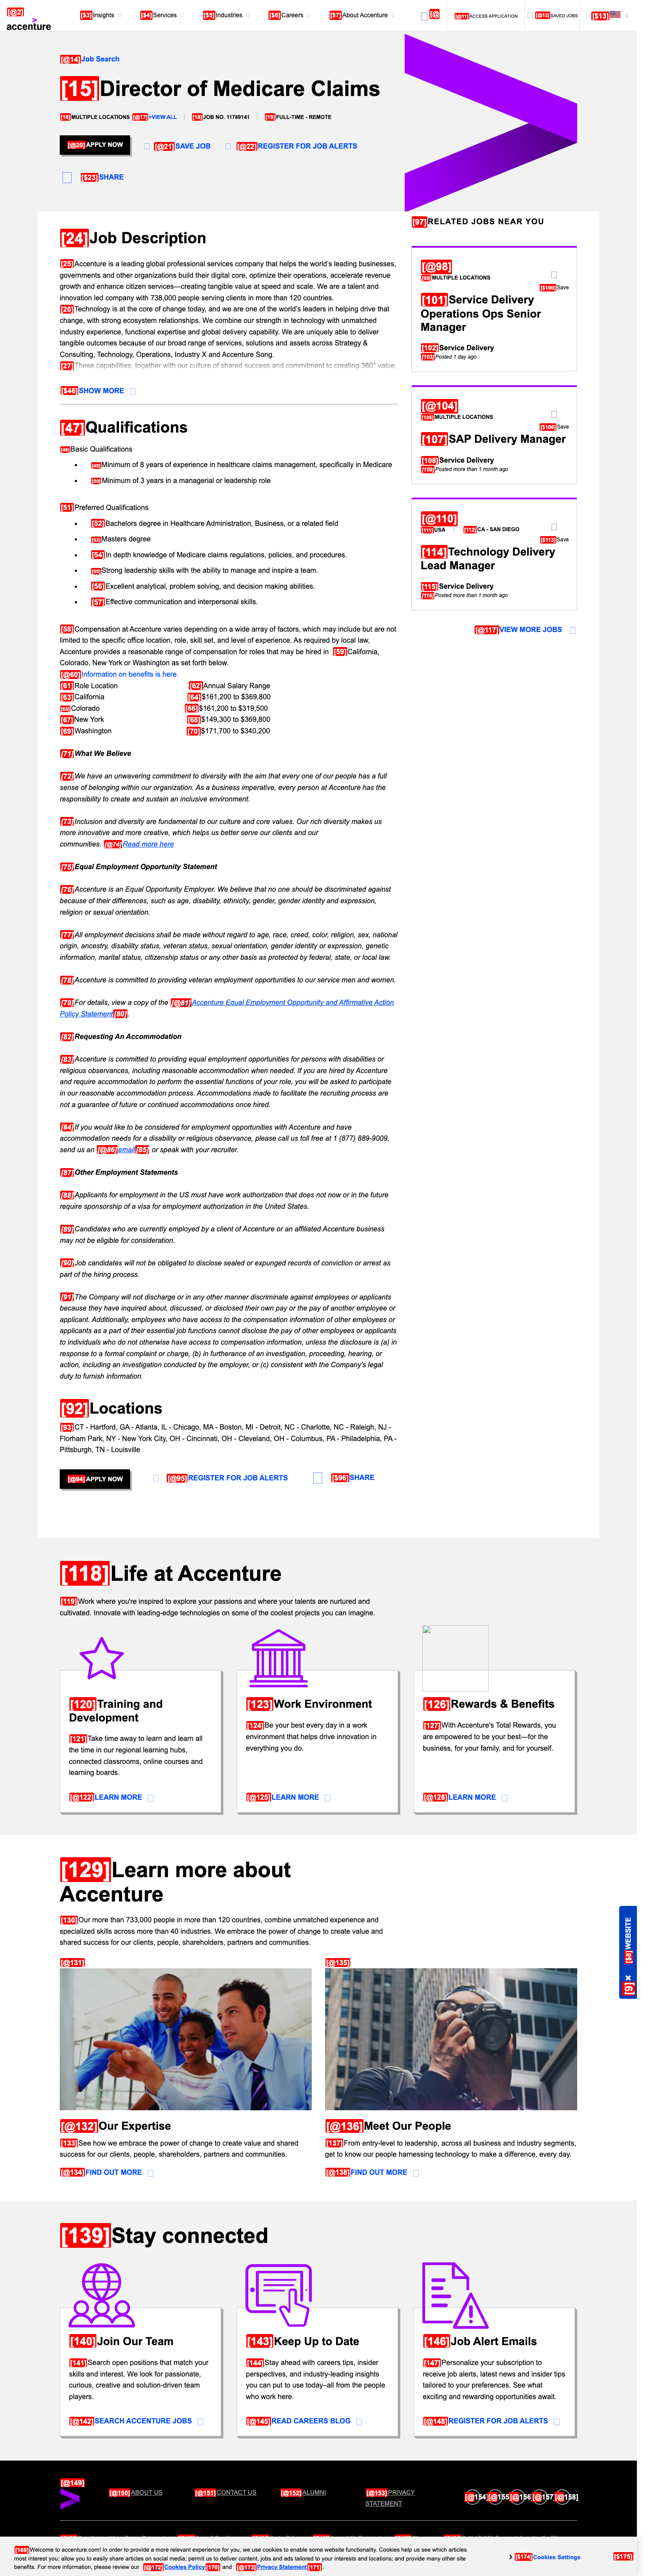 [@2]
accenture
[$3]Insights [$4]Services [$5]Industries [$6]Careers [$7]About Accenture [@ [@11]ACCESS APPLICATION [@12]SAVED JOBS [$13]
[@14]Job Search
[15]Director of Medicare Claims
[16]MULTIPLE LOCATIONS [@17]+VIEW ALL [18]JOB NO. 11789141 [19]FULL-TIME - REMOTE
[@20]APPLY NOW [@21]SAVE JOB [@22]REGISTER FOR JOB ALERTS
[$23]SHARE
[24]Job Description
[25]Accenture is a leading global professional services company that helps the world's leading businesses,
governments and other organizations build their digital core, optimize their operations, accelerate revenue
growth and enhance citizen services—creating tangible value at speed and scale. We are a talent and
innovation led company with 738,000 people serving clients in more than 120 countries.
[26]Technology is at the core of change today, and we are one of the world's leaders in helping drive that
change, with strong ecosystem relationships. We combine our strength in technology with unmatched
industry experience, functional expertise and global delivery capability. We are uniquely able to deliver
tangible outcomes because of our broad range of services, solutions and assets across Strategy &
Consulting, Technology, Operations, Industry X and Accenture Song.
[27]These capabilities, together with our culture of shared success and commitment to creating 360° value,
[$46]SHOW MORE
[47]Qualifications
[48]Basic Qualifications
• [49]Minimum of 8 years of experience in healthcare claims management, specifically in Medicare
• [50]Minimum of 3 years in a managerial or leadership role
[51]Preferred Qualifications
• [52]Bachelors degree in Healthcare Administration, Business, or a related field
• [53]Masters degree
• [54]In depth knowledge of Medicare claims regulations, policies, and procedures.
• [55]Strong leadership skills with the ability to manage and inspire a team.
• [56]Excellent analytical, problem solving, and decision making abilities.
• [57]Effective communication and interpersonal skills.
[58]Compensation at Accenture varies depending on a wide array of factors, which may include but are not
limited to the specific office location, role, skill set, and level of experience. As required by local law,
Accenture provides a reasonable range of compensation for roles that may be hired in [59]California,
Colorado, New York or Washington as set forth below.
[@60]Information on benefits is here.
[61]Role Location [62]Annual Salary Range
[63]California [64]$161,200 to $369,800
[65]Colorado [66]$161,200 to $319,500
[67]New York [68]$149,300 to $369,800
[69]Washington [70]$171,700 to $340,200
[71]What We Believe
[72]We have an unwavering commitment to diversity with the aim that every one of our people has a full
sense of belonging within our organization. As a business imperative, every person at Accenture has the
responsibility to create and sustain an inclusive environment.
[73]Inclusion and diversity are fundamental to our culture and core values. Our rich diversity makes us
more innovative and more creative, which helps us better serve our clients and our
communities. [@74]Read more here
[75]Equal Employment Opportunity Statement
[76]Accenture is an Equal Opportunity Employer. We believe that no one should be discriminated against
because of their differences, such as age, disability, ethnicity, gender, gender identity and expression,
religion or sexual orientation.
[77]All employment decisions shall be made without regard to age, race, creed, color, religion, sex, national
origin, ancestry, disability status, veteran status, sexual orientation, gender identity or expression, genetic
information, marital status, citizenship status or any other basis as protected by federal, state, or local law.
[78]Accenture is committed to providing veteran employment opportunities to our service men and women.
[79]For details, view a copy of the [@81]Accenture Equal Employment Opportunity and Affirmative Action
Policy Statement[80].
[82]Requesting An Accommodation
[83]Accenture is committed to providing equal employment opportunities for persons with disabilities or
religious observances, including reasonable accommodation when needed. If you are hired by Accenture
and require accommodation to perform the essential functions of your role, you will be asked to participate
in our reasonable accommodation process. Accommodations made to facilitate the recruiting process are
not a guarantee of future or continued accommodations once hired.
[84]If you would like to be considered for employment opportunities with Accenture and have
accommodation needs for a disability or religious observance, please call us toll free at 1 (877) 889-9009,
send us an [@86]email[85] or speak with your recruiter.
[87]Other Employment Statements
[88]Applicants for employment in the US must have work authorization that does not now or in the future
require sponsorship of a visa for employment authorization in the United States.
[89]Candidates who are currently employed by a client of Accenture or an affiliated Accenture business
may not be eligible for consideration.
[90]Job candidates will not be obligated to disclose sealed or expunged records of conviction or arrest as
part of the hiring process.
[91]The Company will not discharge or in any other manner discriminate against employees or applicants
because they have inquired about, discussed, or disclosed their own pay or the pay of another employee or
applicant. Additionally, employees who have access to the compensation information of other employees or
applicants as a part of their essential job functions cannot disclose the pay of other employees or applicants
to individuals who do not otherwise have access to compensation information, unless the disclosure is (a) in
response to a formal complaint or charge, (b) in furtherance of an investigation, proceeding, hearing, or
action, including an investigation conducted by the employer, or (c) consistent with the Company's legal
duty to furnish information.
[92]Locations
[93]CT - Hartford, GA - Atlanta, IL - Chicago, MA - Boston, MI - Detroit, NC - Charlotte, NC - Raleigh, NJ -
Florham Park, NY - New York City, OH - Cincinnati, OH - Cleveland, OH - Columbus, PA - Philadelphia, PA -
Pittsburgh, TN - Louisville
[@94]APPLY NOW [@95]REGISTER FOR JOB ALERTS [$96]SHARE
[97]RELATED JOBS NEAR YOU
[@98]
[99]MULTIPLE LOCATIONS
[$100]Save
[101]Service Delivery
Operations Ops Senior
Manager
[102]Service Delivery
[103]Posted 1 day ago
[@104]
[105]MULTIPLE LOCATIONS
[$106]Save
[107]SAP Delivery Manager
[108]Service Delivery
[109]Posted more than 1 month ago
[@110]
[111]USA [112]CA - SAN DIEGO
[$113]Save
[114]Technology Delivery
Lead Manager
[115]Service Delivery
[116]Posted more than 1 month ago
[@117]VIEW MORE JOBS
[118]Life at Accenture
[119]Work where you're inspired to explore your passions and where your talents are nurtured and
cultivated. Innovate with leading-edge technologies on some of the coolest projects you can imagine.
[120]Training and
Development
[121]Take time away to learn and learn all
the time in our regional learning hubs,
connected classrooms, online courses and
learning boards.
[@122]LEARN MORE
[123]Work Environment
[124]Be your best every day in a work
environment that helps drive innovation in
everything you do.
[@125]LEARN MORE
[126]Rewards & Benefits
[127]With Accenture's Total Rewards, you
are empowered to be your best—for the
business, for your family, and for yourself.
[@128]LEARN MORE
[129]Learn more about
Accenture
[130]Our more than 733,000 people in more than 120 countries, combine unmatched experience and
specialized skills across more than 40 industries. We embrace the power of change to create value and
shared success for our clients, people, shareholders, partners and communities.
[$8]WEBSITE
[9]
[@131]
[@132]Our Expertise
[133]See how we embrace the power of change to create value and shared
success for our clients, people, shareholders, partners and communities.
[@134]FIND OUT MORE
[@135]
Canon
[@136]Meet Our People
[137]From entry-level to leadership, across all business and industry segments,
get to know our people harnessing technology to make a difference, every day.
[@138]FIND OUT MORE
[139]Stay connected
[140]Join Our Team
[141]Search open positions that match your
skills and interest. We look for passionate,
curious, creative and solution-driven team
players.
[@142]SEARCH ACCENTURE JOBS
[143]Keep Up to Date
[144]Stay ahead with careers tips, insider
perspectives, and industry-leading insights
you can put to use today–all from the people
who work here.
[@145]READ CAREERS BLOG
[146]Job Alert Emails
[147]Personalize your subscription to
receive job alerts, latest news and insider tips
tailored to your preferences. See what
exciting and rewarding opportunities await.
[@148]REGISTER FOR JOB ALERTS
[@149]
[@150]ABOUT US [@151]CONTACT US [@152]ALUMNI [@153]PRIVACY
STATEMENT
[@154] [@155] [@156] [@157] [@158]
[169]Welcome to accenture.com! In order to provide a more relevant experience for you, we use cookies to enable some website functionality. Cookies help us see which articles
most interest you; allow you to easily share articles on social media; permit us to deliver content, jobs and ads tailored to your interests and locations; and provide many other site
benefits. For more information, please review our [@172]Cookies Policy[170] and [@173]Privacy Statement[171].
[$174]Cookies Settings
[$175]